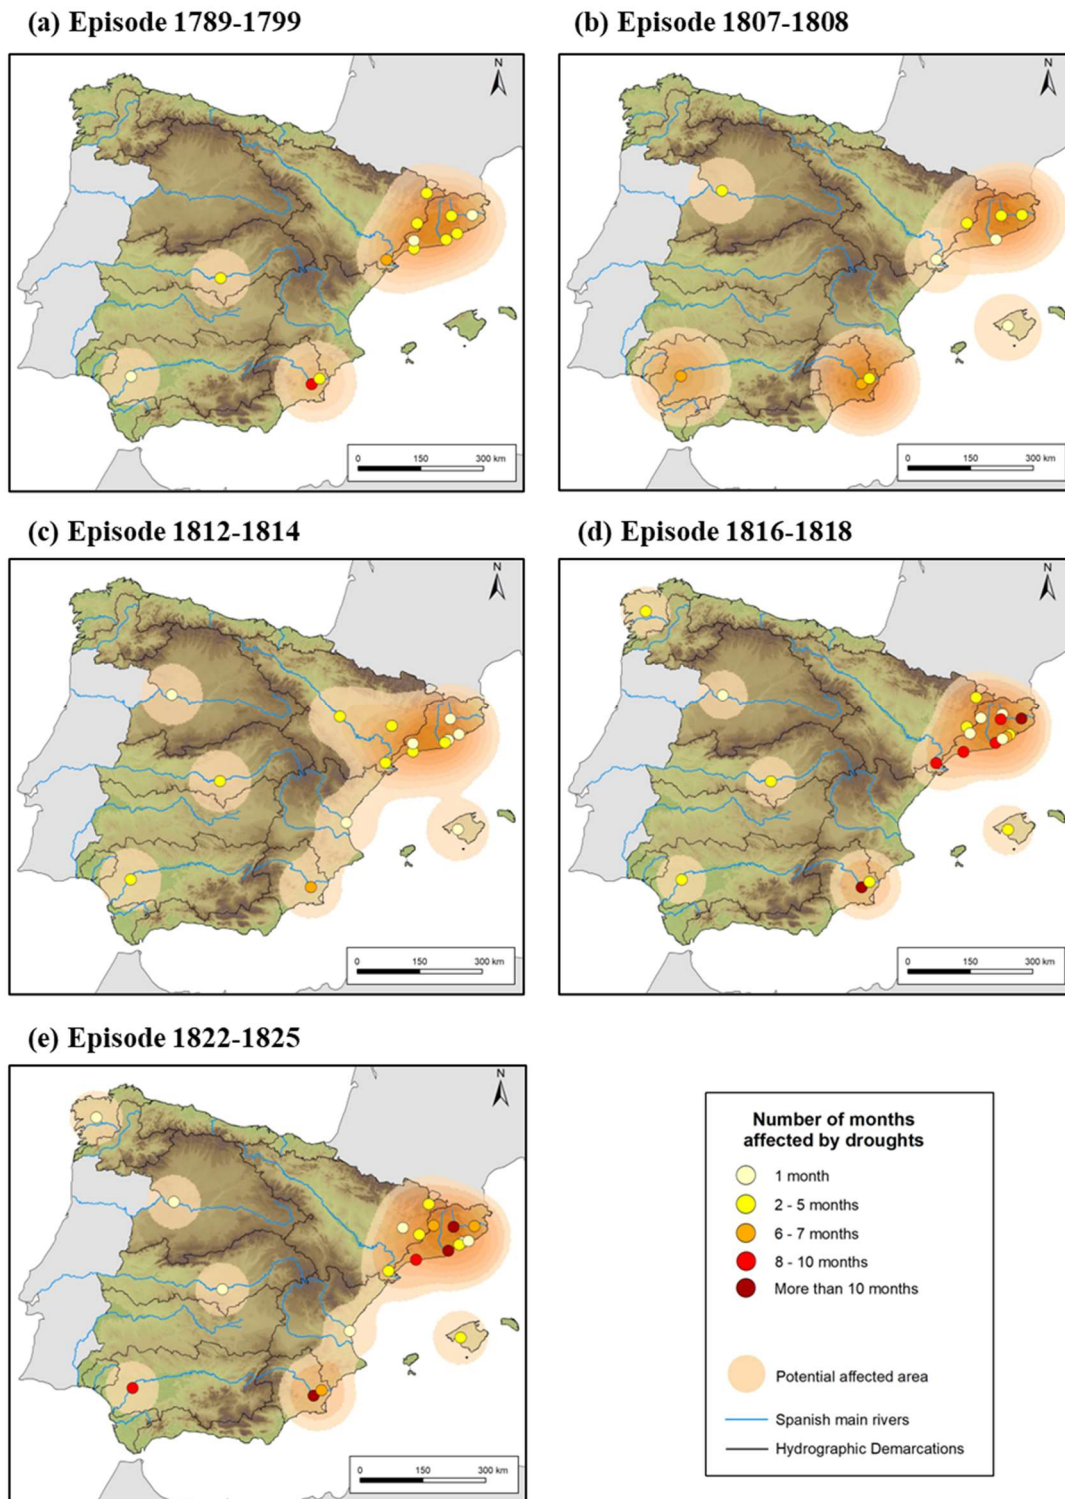 (a) Episode 1789-1799
(b) Episode 1807-1808
N
N
0 150 300 km
0 150 300 km
(c) Episode 1812-1814
(d) Episode 1816-1818
N
N
0 150 300 km
0 150 300 km
(e) Episode 1822-1825
N
0 150 300 km
Number of months
affected by droughts
1 month
2 - 5 months
6 - 7 months
8 - 10 months
More than 10 months
Potential affected area
Spanish main rivers
Hydrographic Demarcations